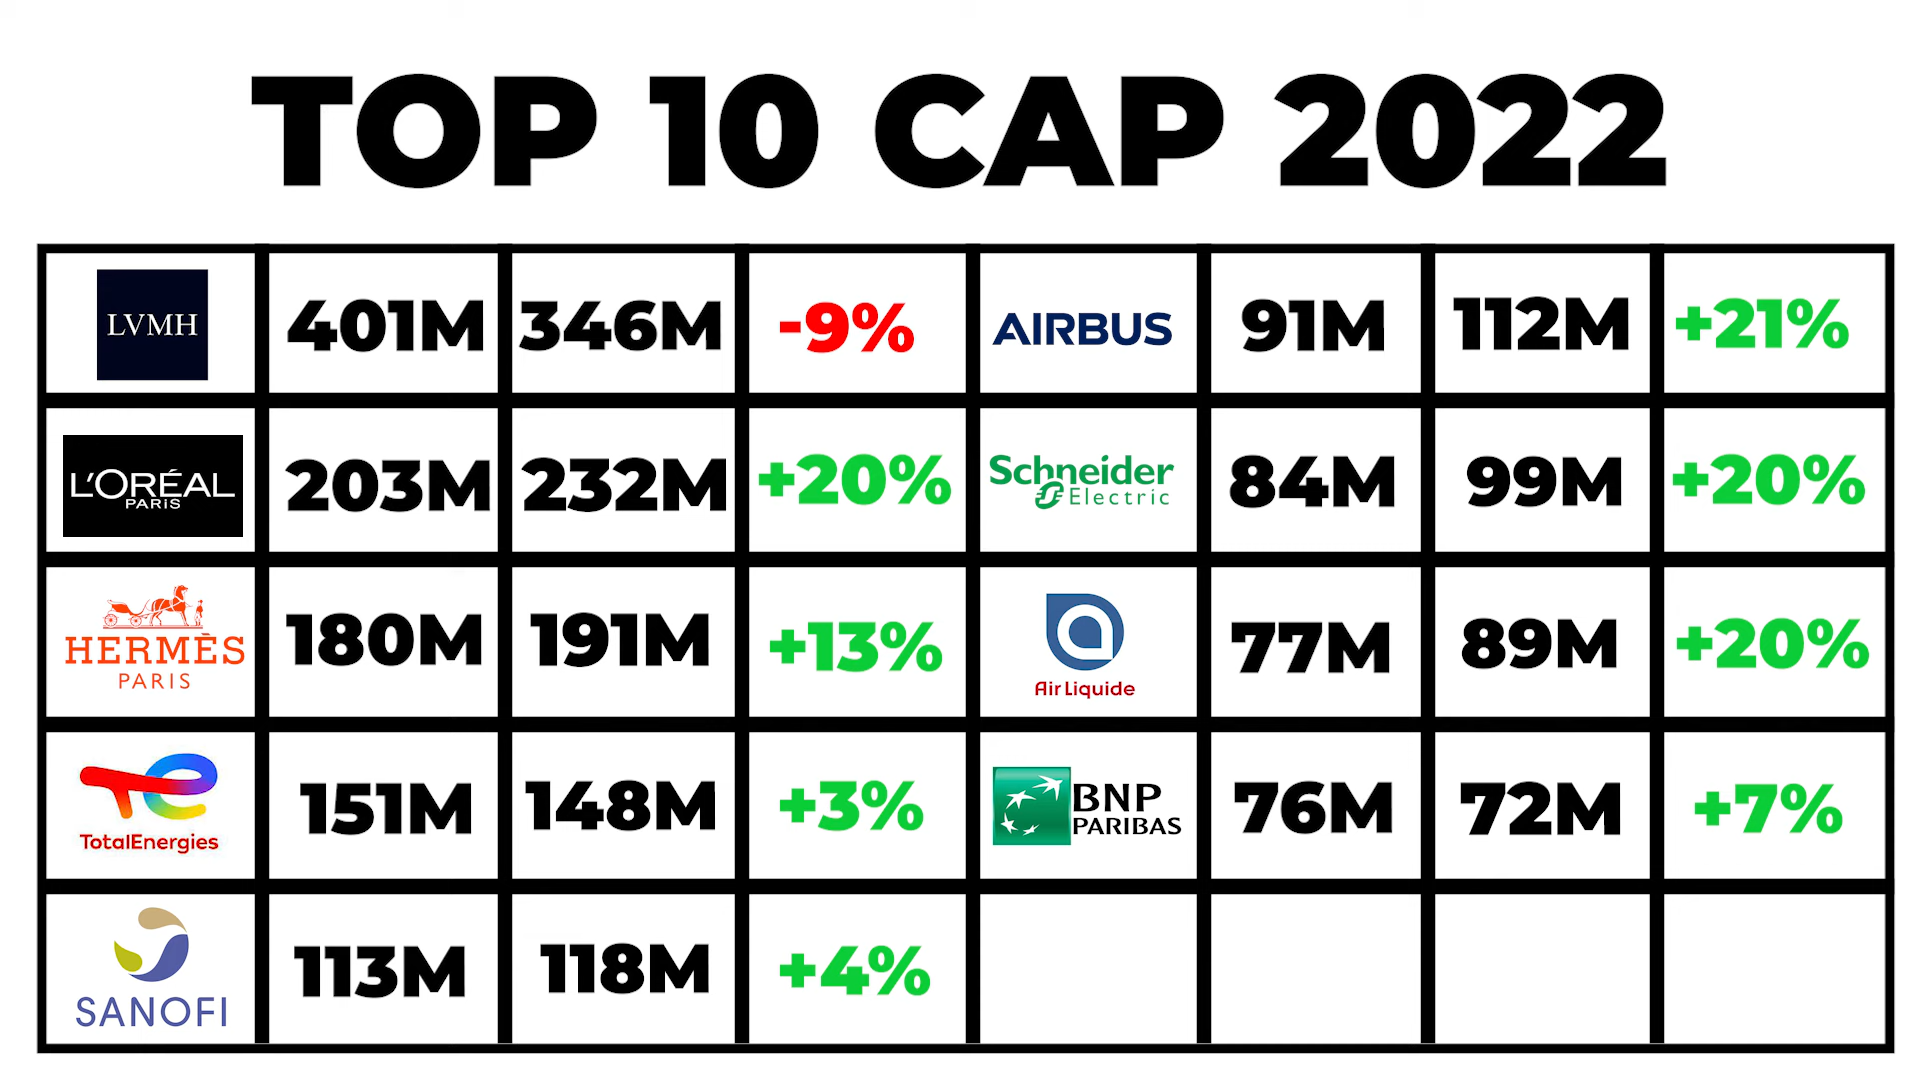 TOP 10 CAP 2022
LVMH 401M 346M -9% AIRBUS 91M 112M +21%
L'ORÉAL
PARIS
203M 232M +20% Schneider
Electric
84M 99M +20%
HERMÈS
PARIS
180M 191M +13% Air Liquide 77M 89M +20%
TotalEnergies 151M 148M +3% BNP
PARIBAS
76M 72M +7%
SANOFI 113M 118M +4%